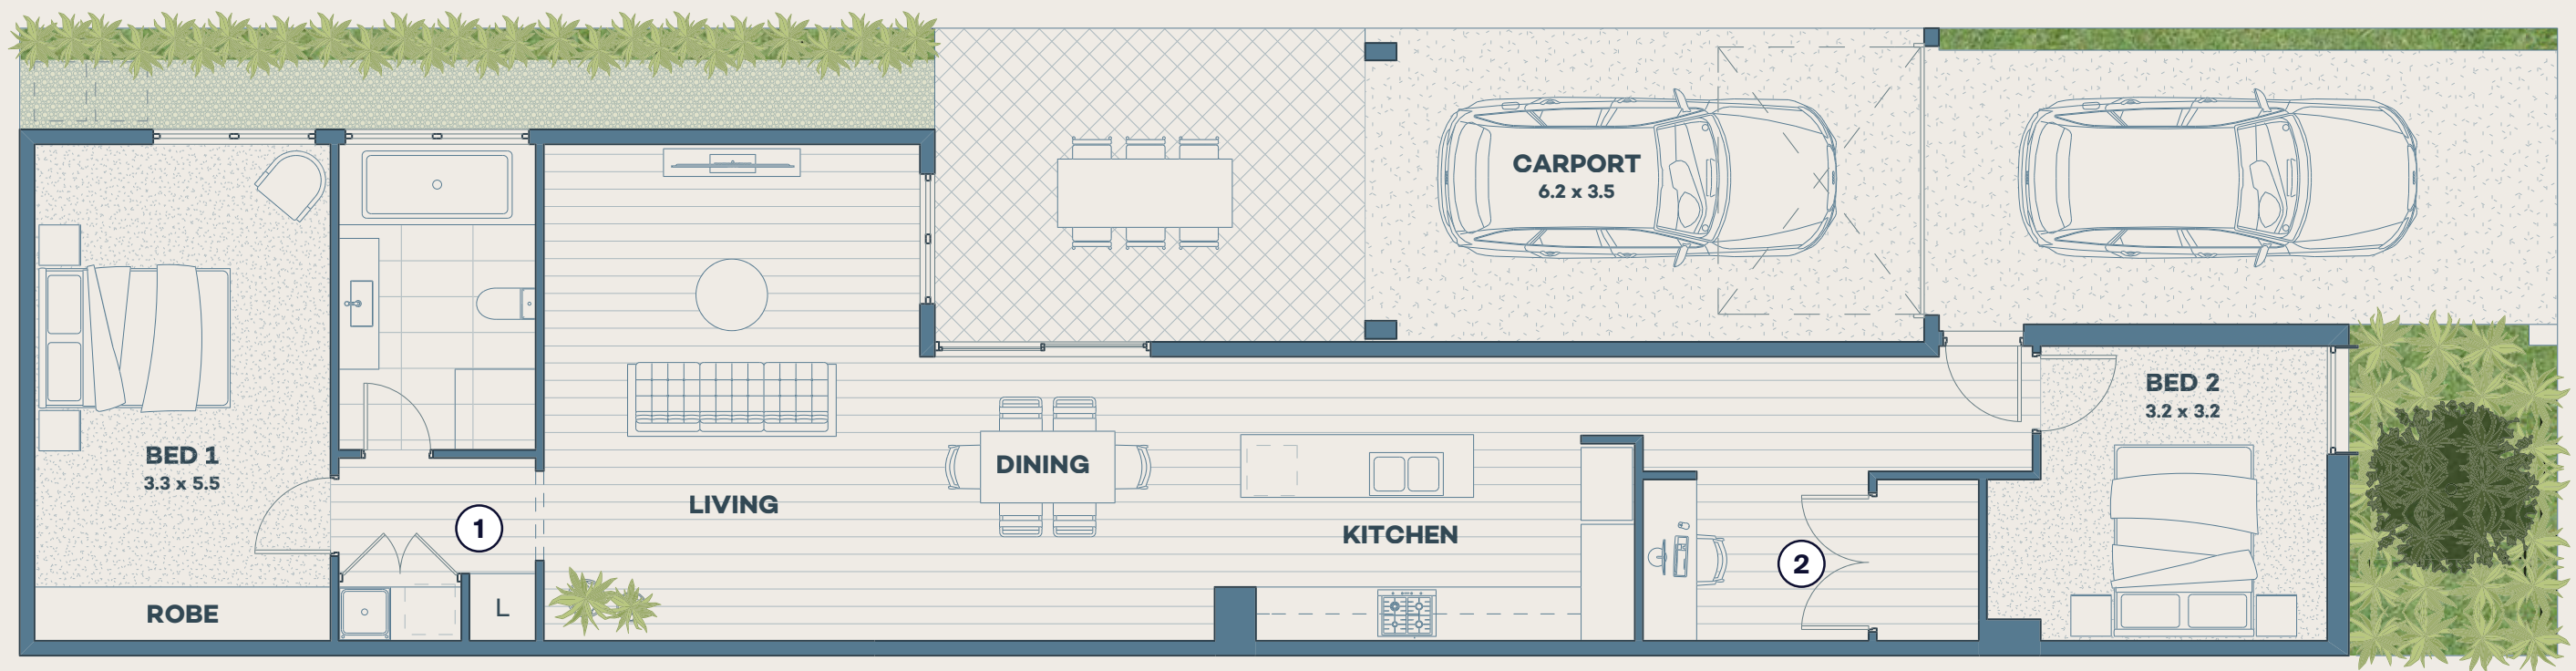 CARPORT
6.2 x 3.5
BED 2
3.2 x 3.2
BED 1
3.3 x 5.5
DINING
LIVING
KITCHEN
1
2
ROBE
L